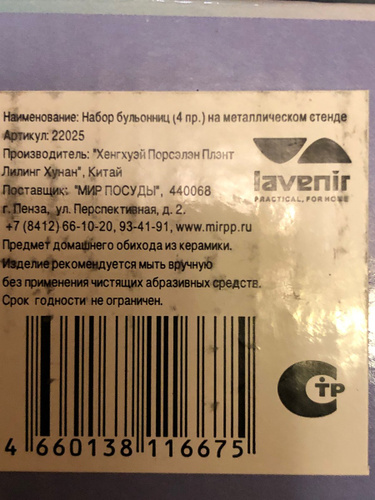 Наименование: Набор бульонниц (4 пр.) на металлическом стенде
Артикул: 22025
Производитель: "Хенгхуэй Порсэлэн Плэнт
Лилинг Хунан", Китай
Поставщик: "МИР ПОСУДЫ", 440068
г. Пенза, ул. Перспективная, д. 2.
+7 (8412) 66-10-20, 93-41-91, www.mirpp.ru
Предмет домашнего обихода из керамики.
Изделие рекомендуется мыть вручную
без применения чистящих абразивных средств.
Срок годности не ограничен.
lavenir
PRACTICAL, FOR HOME
СТР
4 660138 116675